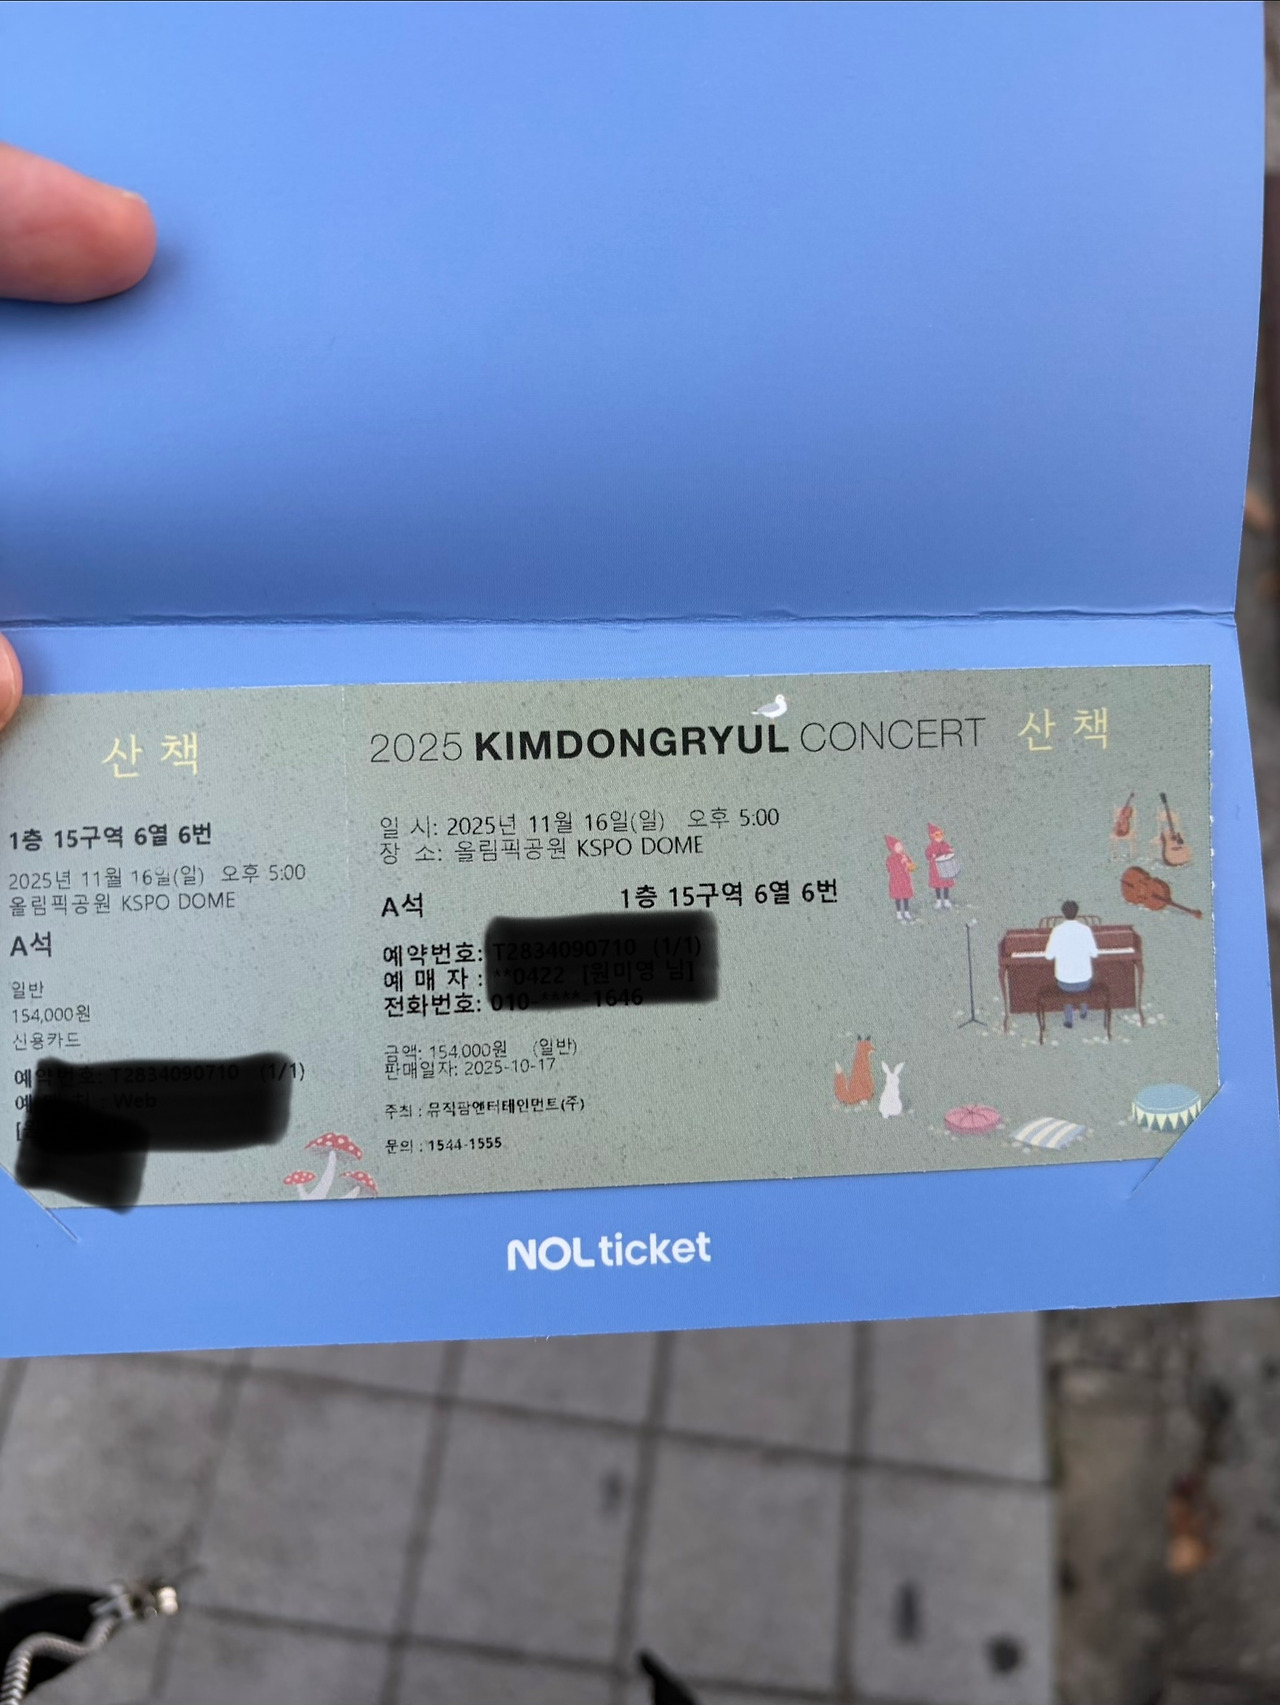 산책
1층 15구역 6열 6번
2025년 11월 16일(일) 오후 5:00
올림픽공원 KSPO DOME
A석
일반
154,000원
신용카드
2025 KIMDONGRYUL CONCERT 산책
일 시: 2025년 11월 16일(일) 오후 5:00
장 소: 올림픽공원 KSPO DOME
A석 1층 15구역 6열 6번
예약번호:
예 매 자 :
전화번호:
금액: 154,000원 (일반)
판매일자: 2025-10-17
주최 : 뮤직팜엔터테인먼트(주)
문의 : 1544-1555
NOL ticket